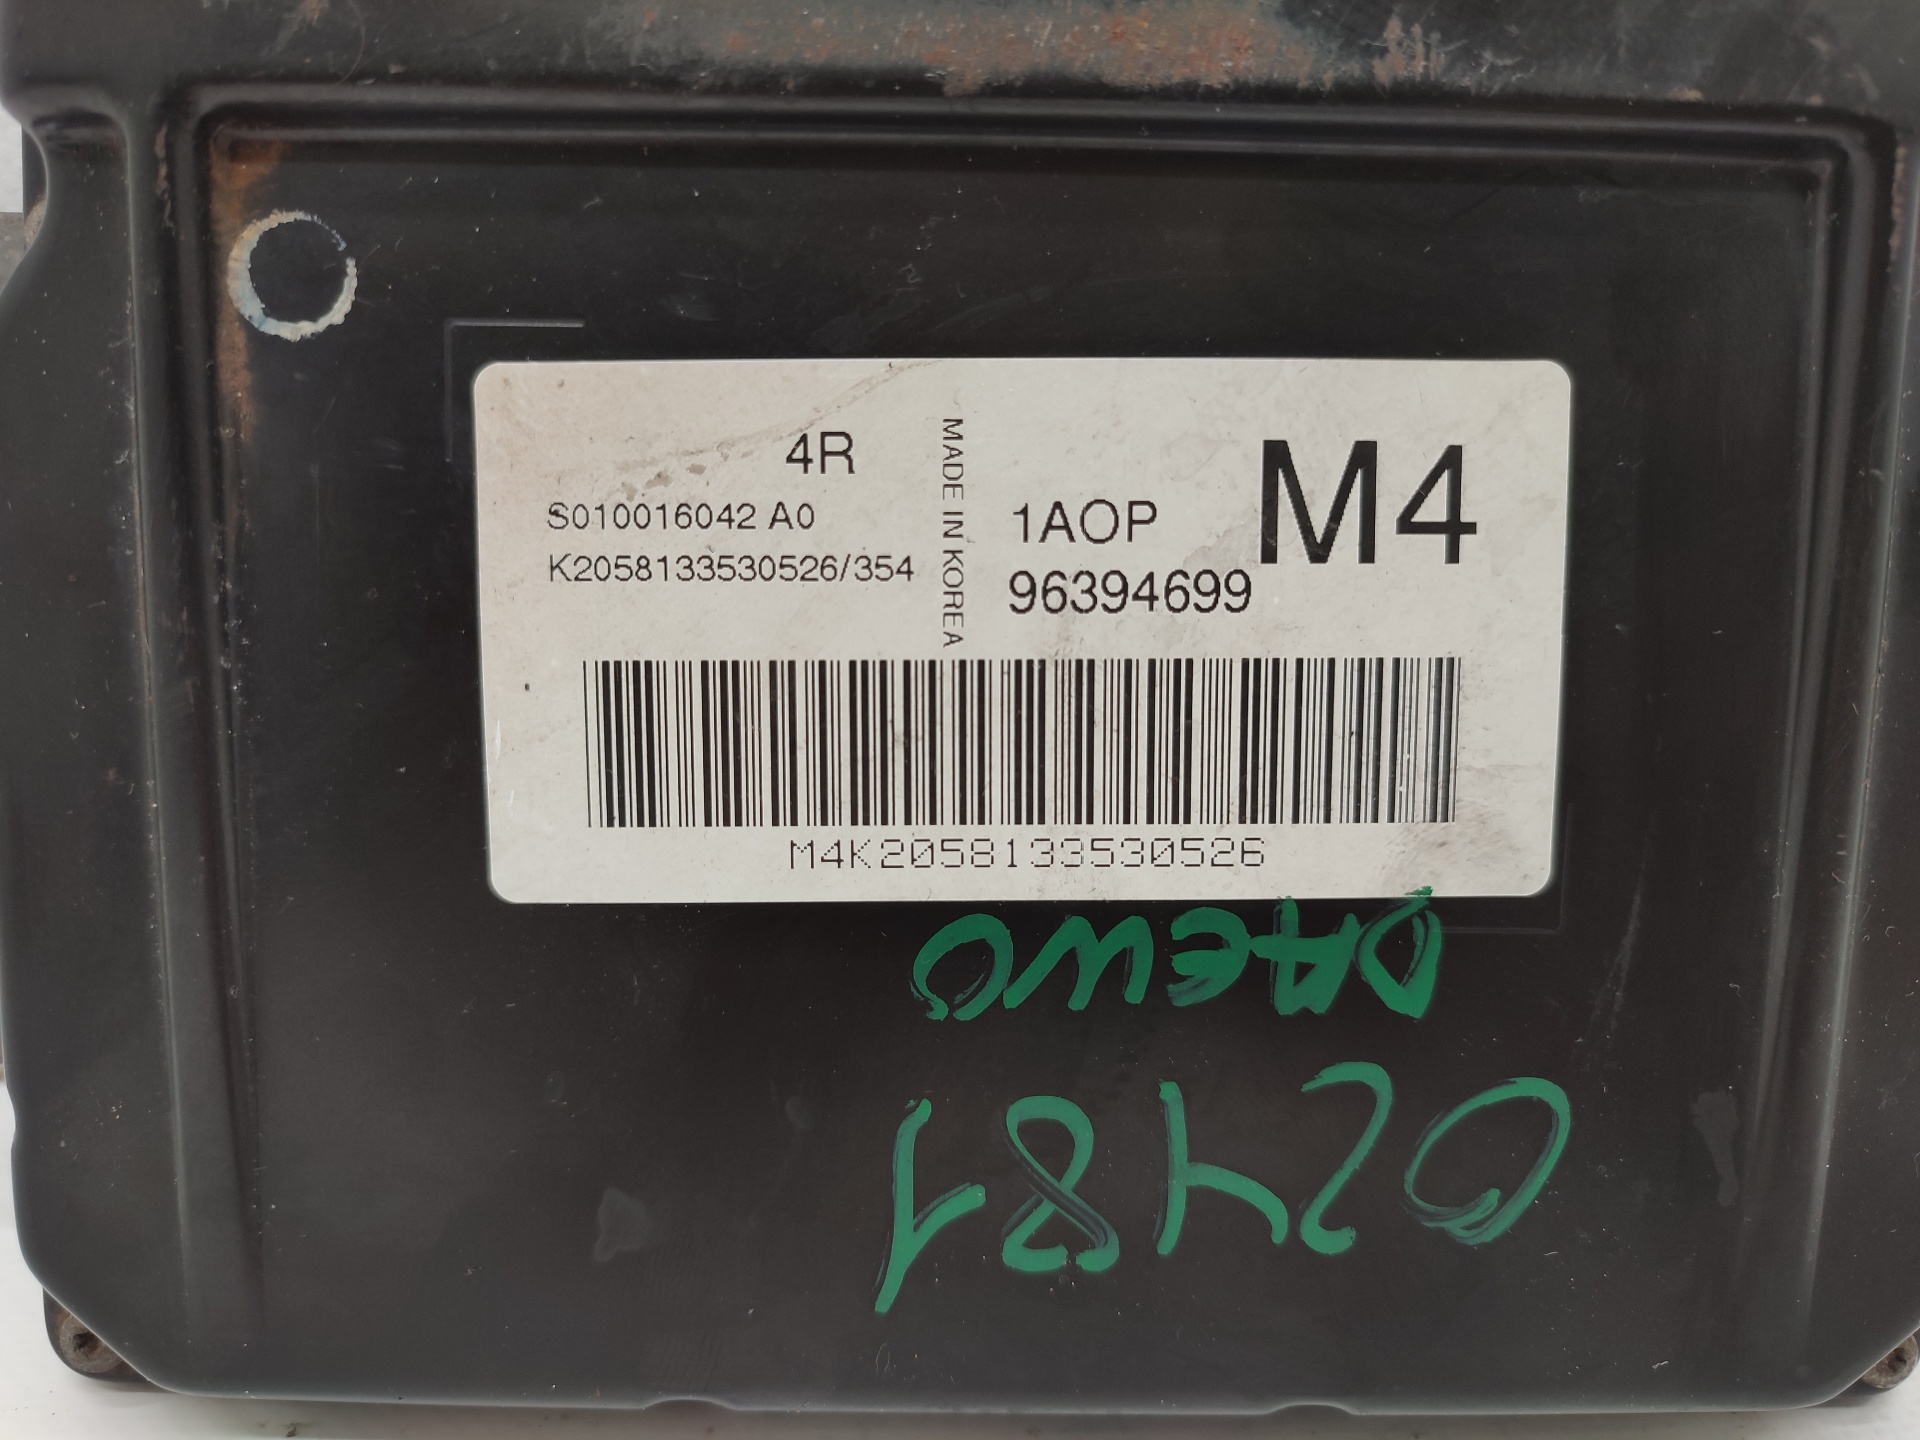 4R
S010016042 A0
K2058133530526/354
MADE IN KOREA
1AOP
96394699
M4
M4K2058133530526
DAEWO
02481